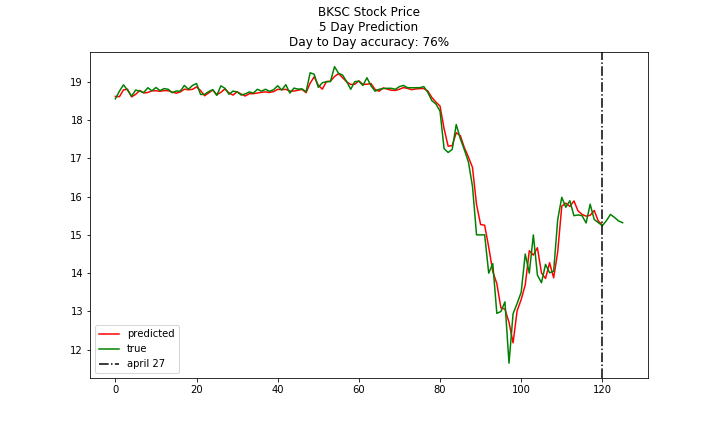 BKSC Stock Price
5 Day Prediction
Day to Day accuracy: 76%
19
18
17
16
15
14
13
12
predicted
true
april 27
0 20 40 60 80 100 120